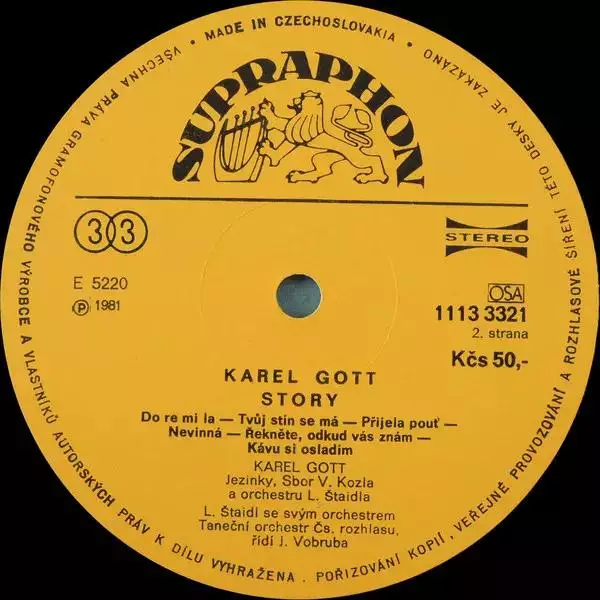 VŠECHNA PRÁVA GRAMOFONOVÉHO VÝROBCE A VLASTNÍKŮ AUTORSKÝCH PRÁV K DÍLU VYHRAŽENA. POŘIZOVÁNÍ KOPIÍ, VEŘEJNÉ PROVOZOVÁNÍ A ROZHLASOVÉ ŠÍŘENÍ TÉTO DESKY JE ZAKÁZÁNO
• MADE IN CZECHOSLOVAKIA •
SUPRAPHON
33
STEREO
E 5220
Ⓟ 1981
OSA
1113 3321
2. strana
Kčs 50,-
KAREL GOTT
STORY
Do re mi la — Tvůj stín se má — Přijela pouť —
Nevinná — Řekněte, odkud vás znám —
Kávu si osladím
KAREL GOTT
Jezinky, Sbor V. Kozla
a orchestru L. Štaidla
L. Štaidl se svým orchestrem
Taneční orchestr Čs. rozhlasu,
řídí J. Vobruba